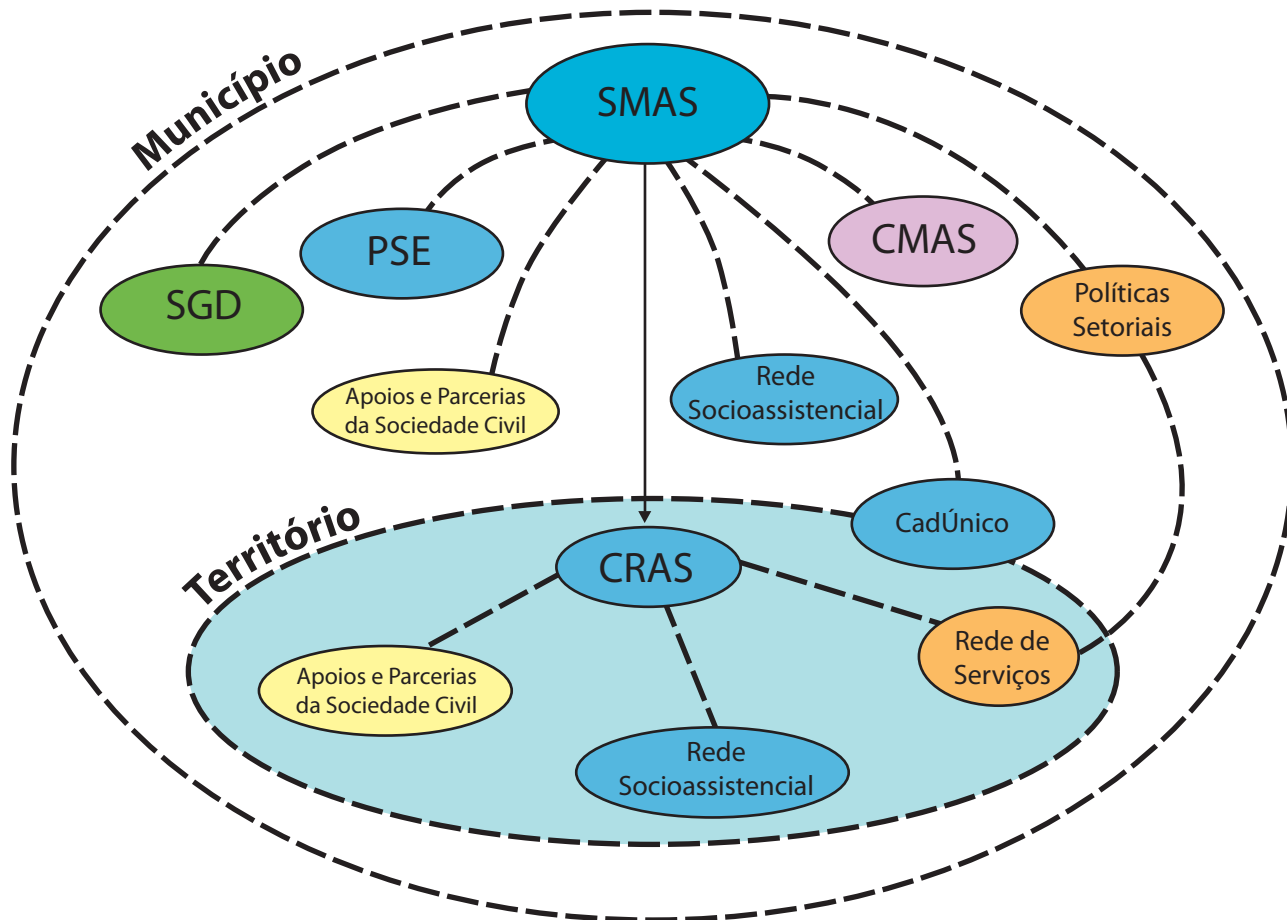 Município
SMAS
PSE
CMAS
SGD
Políticas
Setoriais
Apoios e Parcerias
da Sociedade Civil
Rede
Socioassistencial
Território
CadÚnico
CRAS
Rede de
Serviços
Apoios e Parcerias
da Sociedade Civil
Rede
Socioassistencial